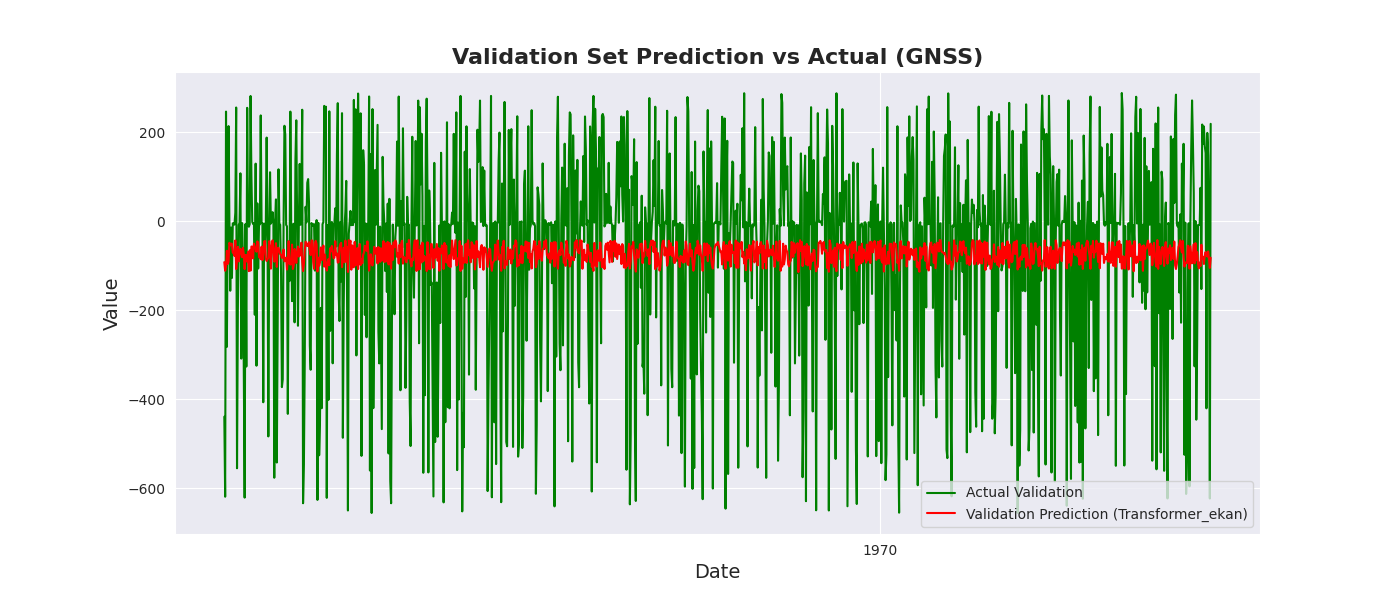 Validation Set Prediction vs Actual (GNSS)
Value
200
0
−200
−400
−600
Actual Validation
Validation Prediction (Transformer_ekan)
1970
Date